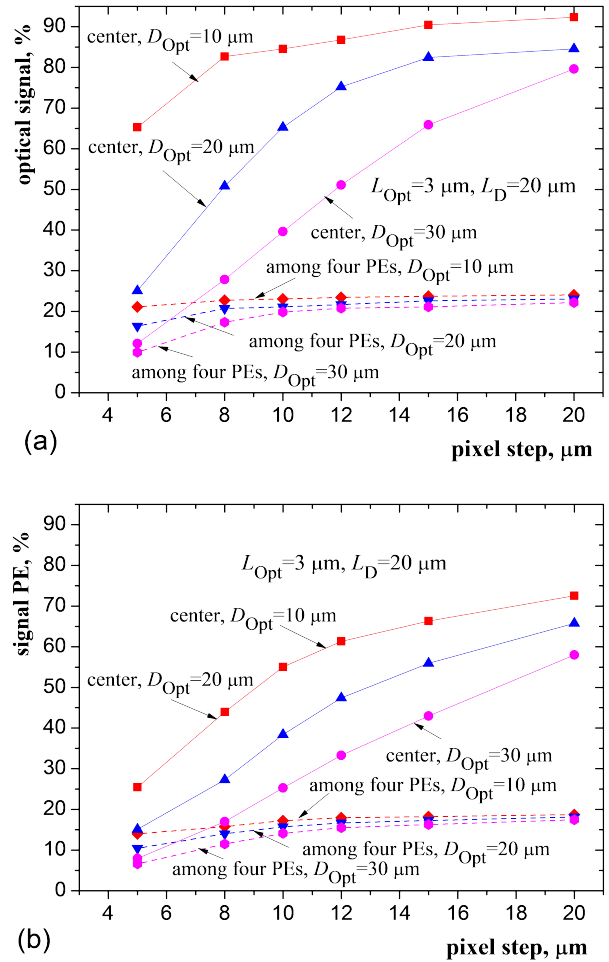 optical signal, %
90
80
70
60
50
40
30
20
10
0
center, DOpt=10 μm
center, DOpt=20 μm
LOpt=3 μm, LD=20 μm
center, DOpt=30 μm
among four PEs, DOpt=10 μm
among four PEs, DOpt=20 μm
among four PEs, DOpt=30 μm
4 6 8 10 12 14 16 18 20
(a)
pixel step, μm
signal PE, %
90
80
70
60
50
40
30
20
10
0
LOpt=3 μm, LD=20 μm
center, DOpt=10 μm
center, DOpt=20 μm
center, DOpt=30 μm
among four PEs, DOpt=10 μm
among four PEs, DOpt=20 μm
among four PEs, DOpt=30 μm
4 6 8 10 12 14 16 18 20
(b)
pixel step, μm